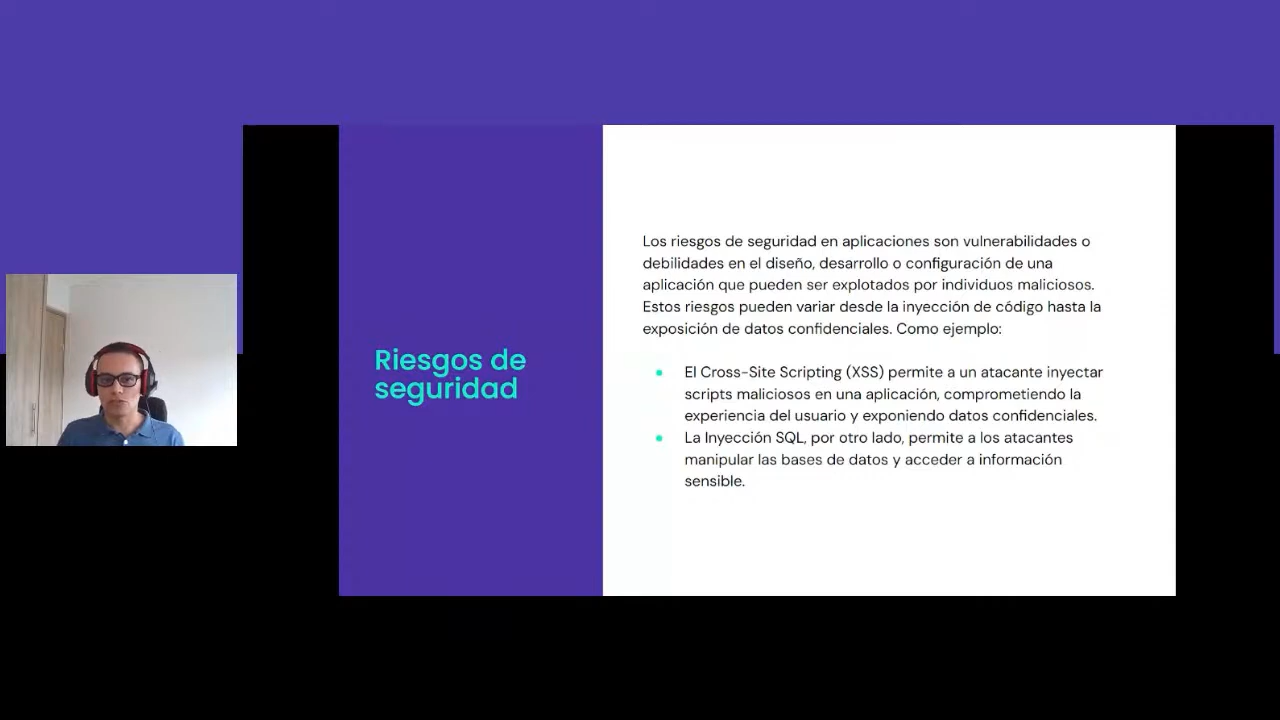 Riesgos de
seguridad
Los riesgos de seguridad en aplicaciones son vulnerabilidades o
debilidades en el diseño, desarrollo o configuración de una
aplicación que pueden ser explotados por individuos maliciosos.
Estos riesgos pueden variar desde la inyección de código hasta la
exposición de datos confidenciales. Como ejemplo:
El Cross-Site Scripting (XSS) permite a un atacante inyectar
scripts maliciosos en una aplicación, comprometiendo la
experiencia del usuario y exponiendo datos confidenciales.
La Inyección SQL, por otro lado, permite a los atacantes
manipular las bases de datos y acceder a información
sensible.